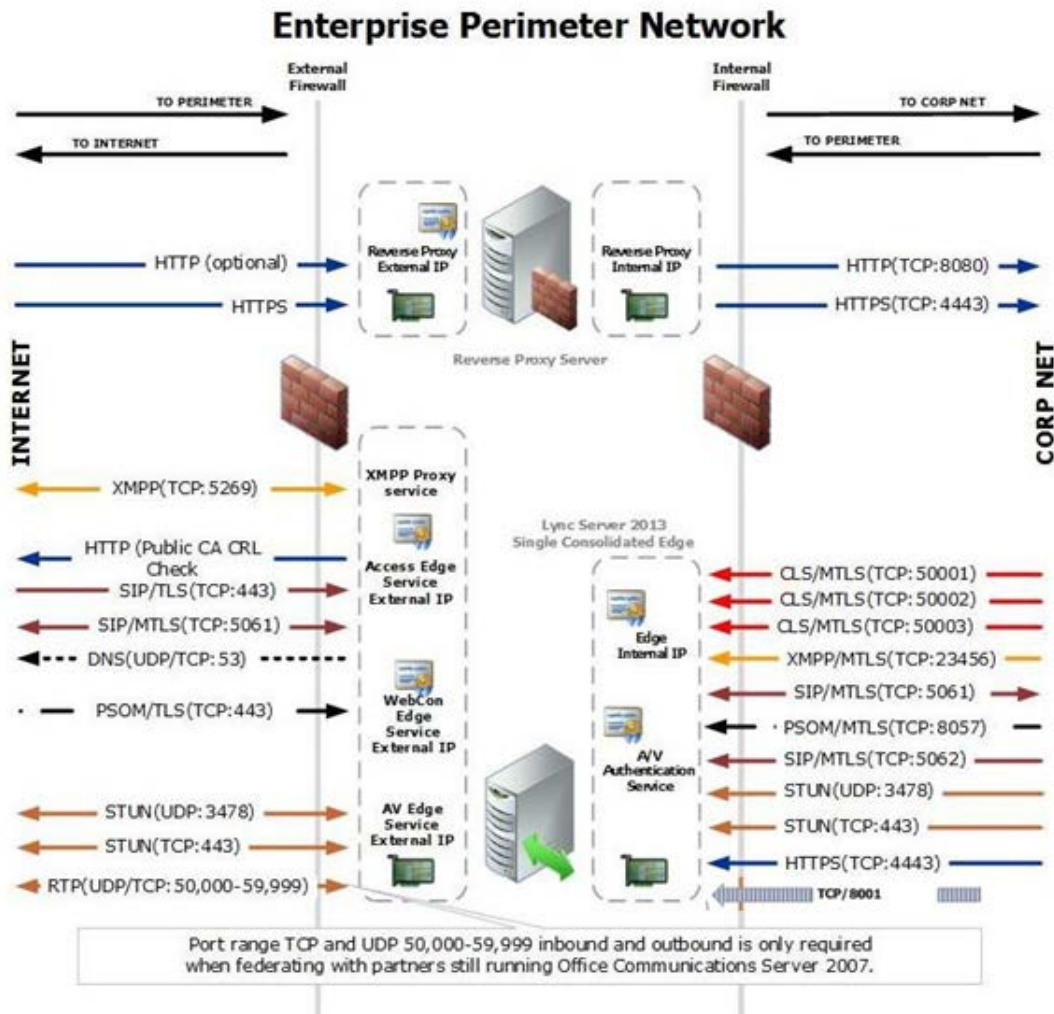 Enterprise Perimeter Network
External
Firewall
Internal
Firewall
TO PERIMETER
TO CORP NET
TO INTERNET
TO PERIMETER
Reverse Proxy
External IP
Reverse Proxy
Internal IP
HTTP (optional)
HTTP(TCP:8080)
HTTPS
HTTPS(TCP:4443)
Reverse Proxy Server
INTERNET
CORP NET
XMPP Proxy
service
XMPP(TCP:5269)
Lync Server 2013
Single Consolidated Edge
HTTP (Public CA CRL
Check
Access Edge
Service
External IP
SIP/TLS(TCP:443)
SIP/MTLS(TCP:5061)
DNS(UDP/TCP:53)
PSOM/TLS(TCP:443)
WebCon
Edge
Service
External IP
STUN(UDP:3478)
AV Edge
Service
External IP
STUN(TCP:443)
RTP(UDP/TCP:50,000-59,999)
Edge
Internal IP
A/V
Authentication
Service
CLS/MTLS(TCP:50001)
CLS/MTLS(TCP:50002)
CLS/MTLS(TCP:50003)
XMPP/MTLS(TCP:23456)
SIP/MTLS(TCP:5061)
PSOM/MTLS(TCP:8057)
SIP/MTLS(TCP:5062)
STUN(UDP:3478)
STUN(TCP:443)
HTTPS(TCP:4443)
TCP/8001
Port range TCP and UDP 50,000-59,999 inbound and outbound is only required
when federating with partners still running Office Communications Server 2007.